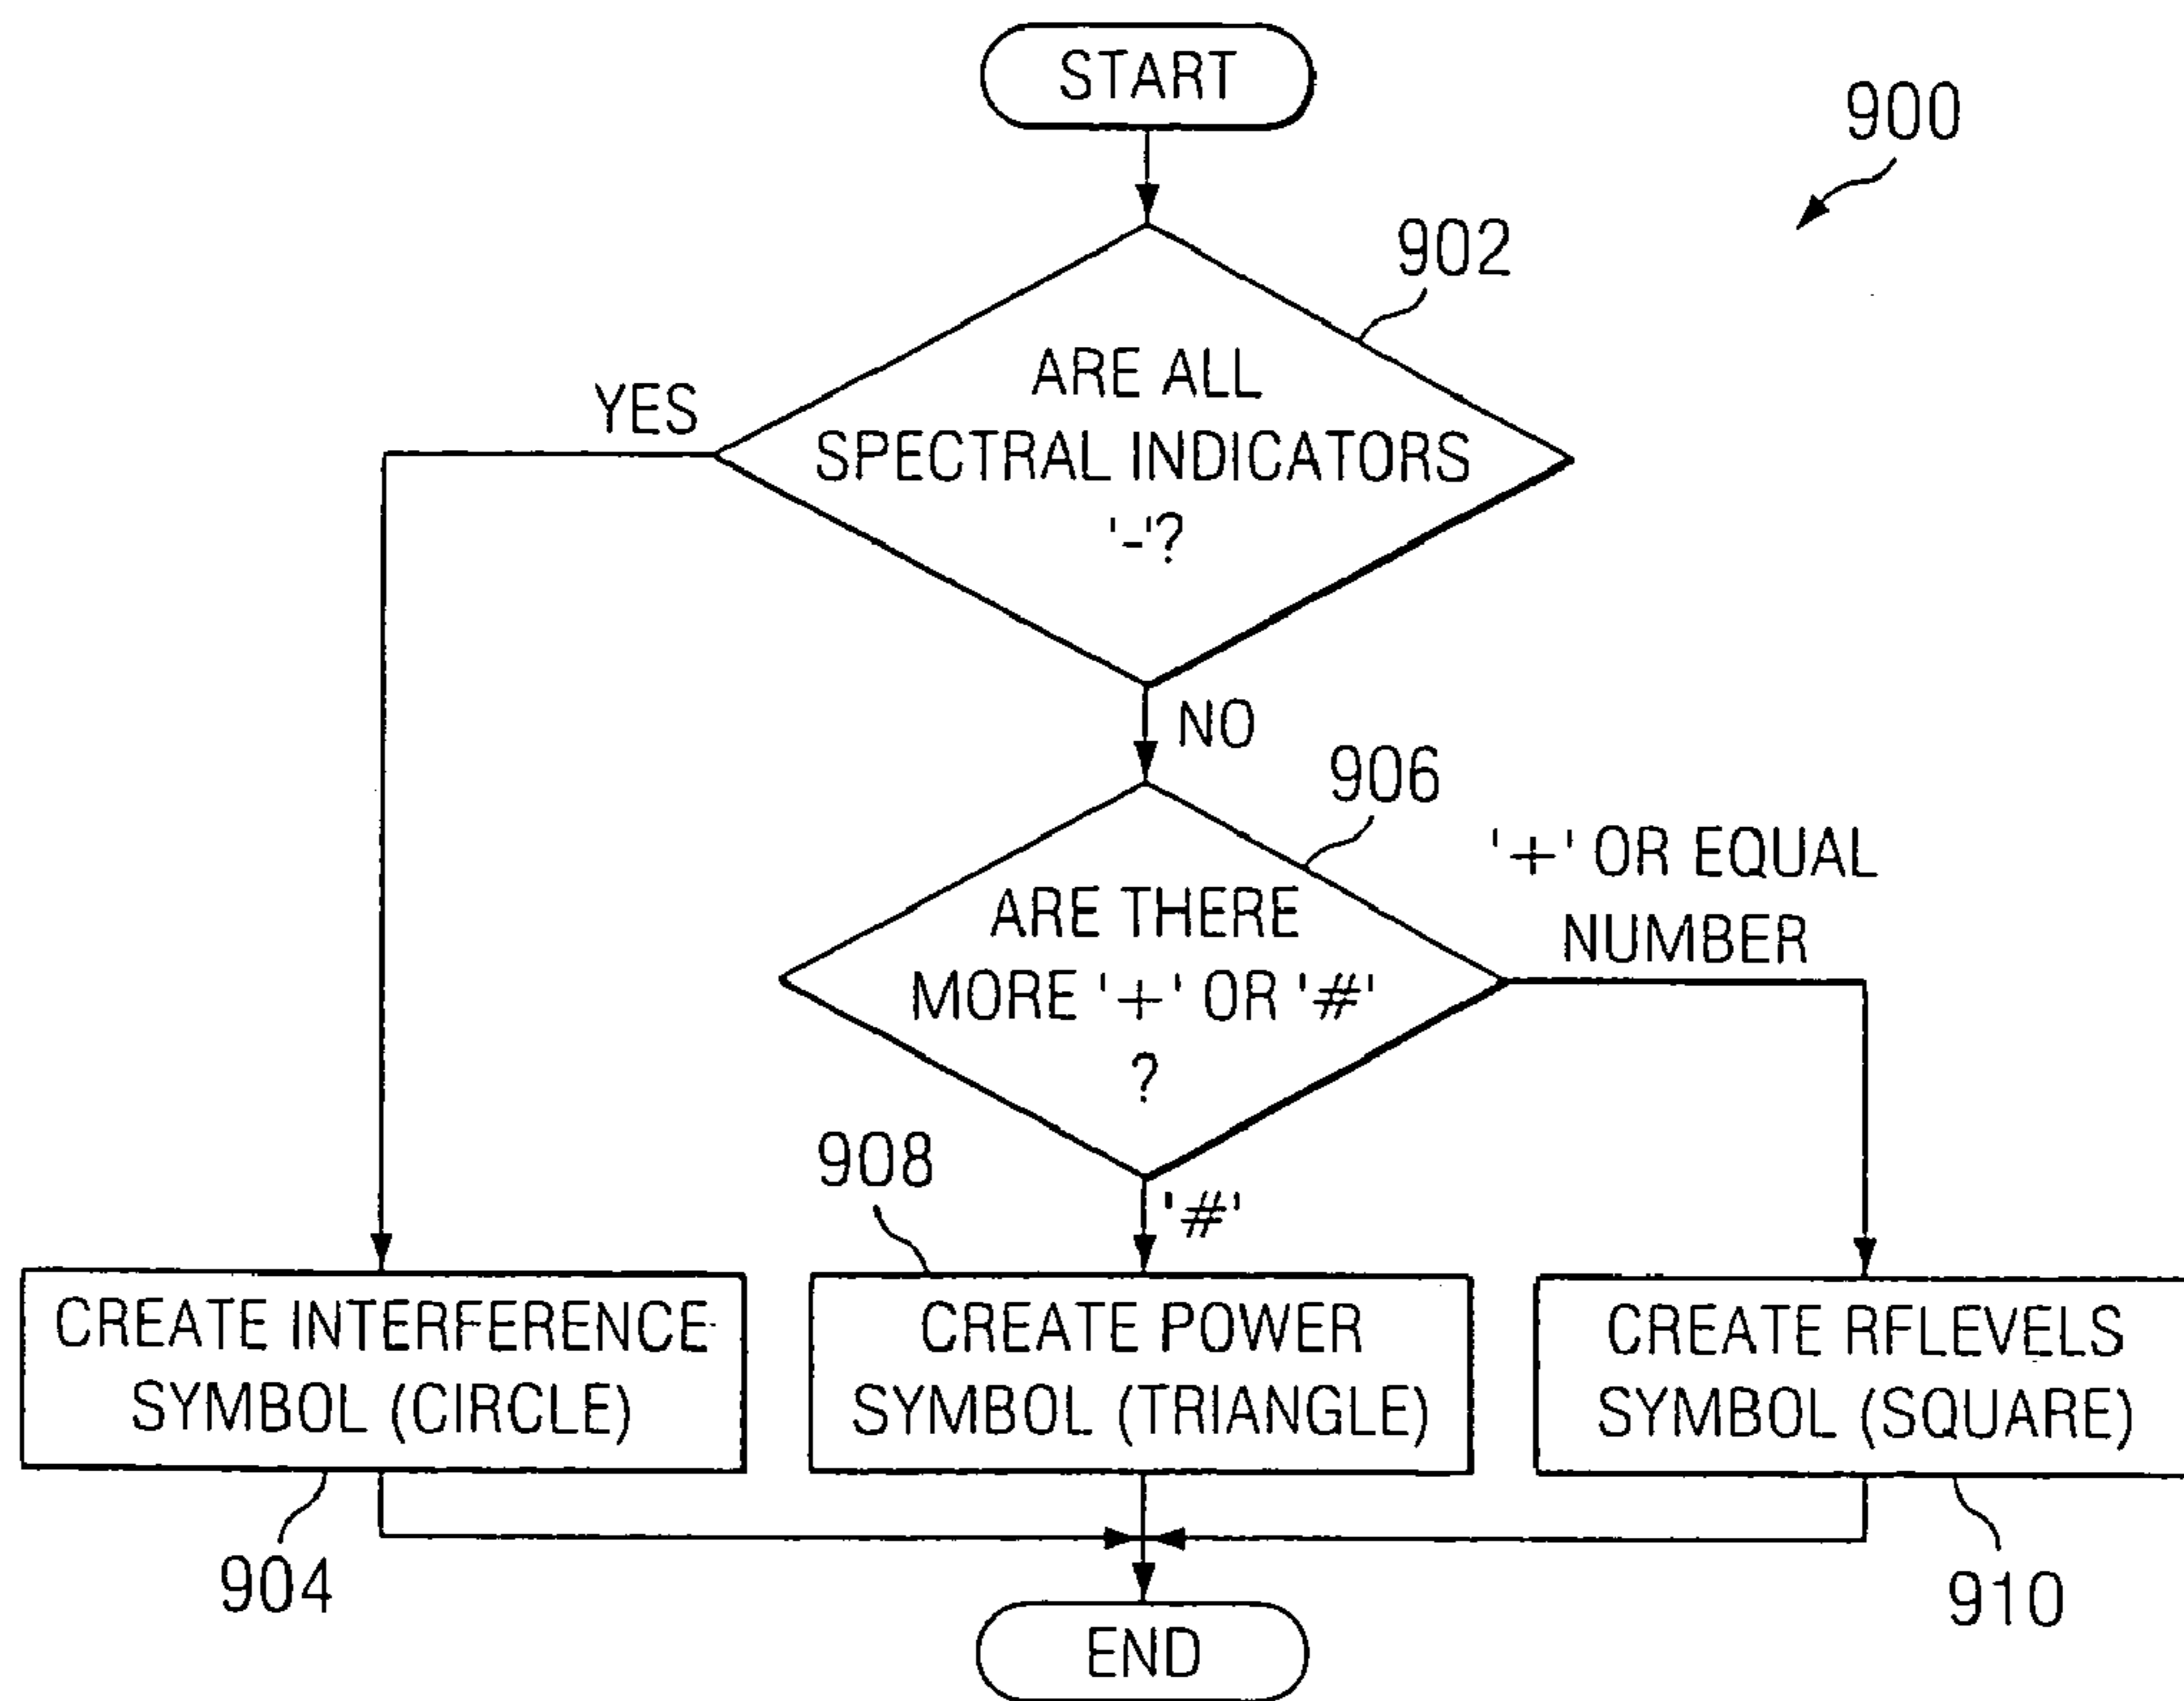 START
900
902
ARE ALL
SPECTRAL INDICATORS
'-'?
YES
NO
906
'+' OR EQUAL
NUMBER
ARE THERE
MORE '+' OR '#'
?
908
'#'
CREATE INTERFERENCE
SYMBOL (CIRCLE)
CREATE POWER
SYMBOL (TRIANGLE)
CREATE RFLEVELS
SYMBOL (SQUARE)
904
910
END